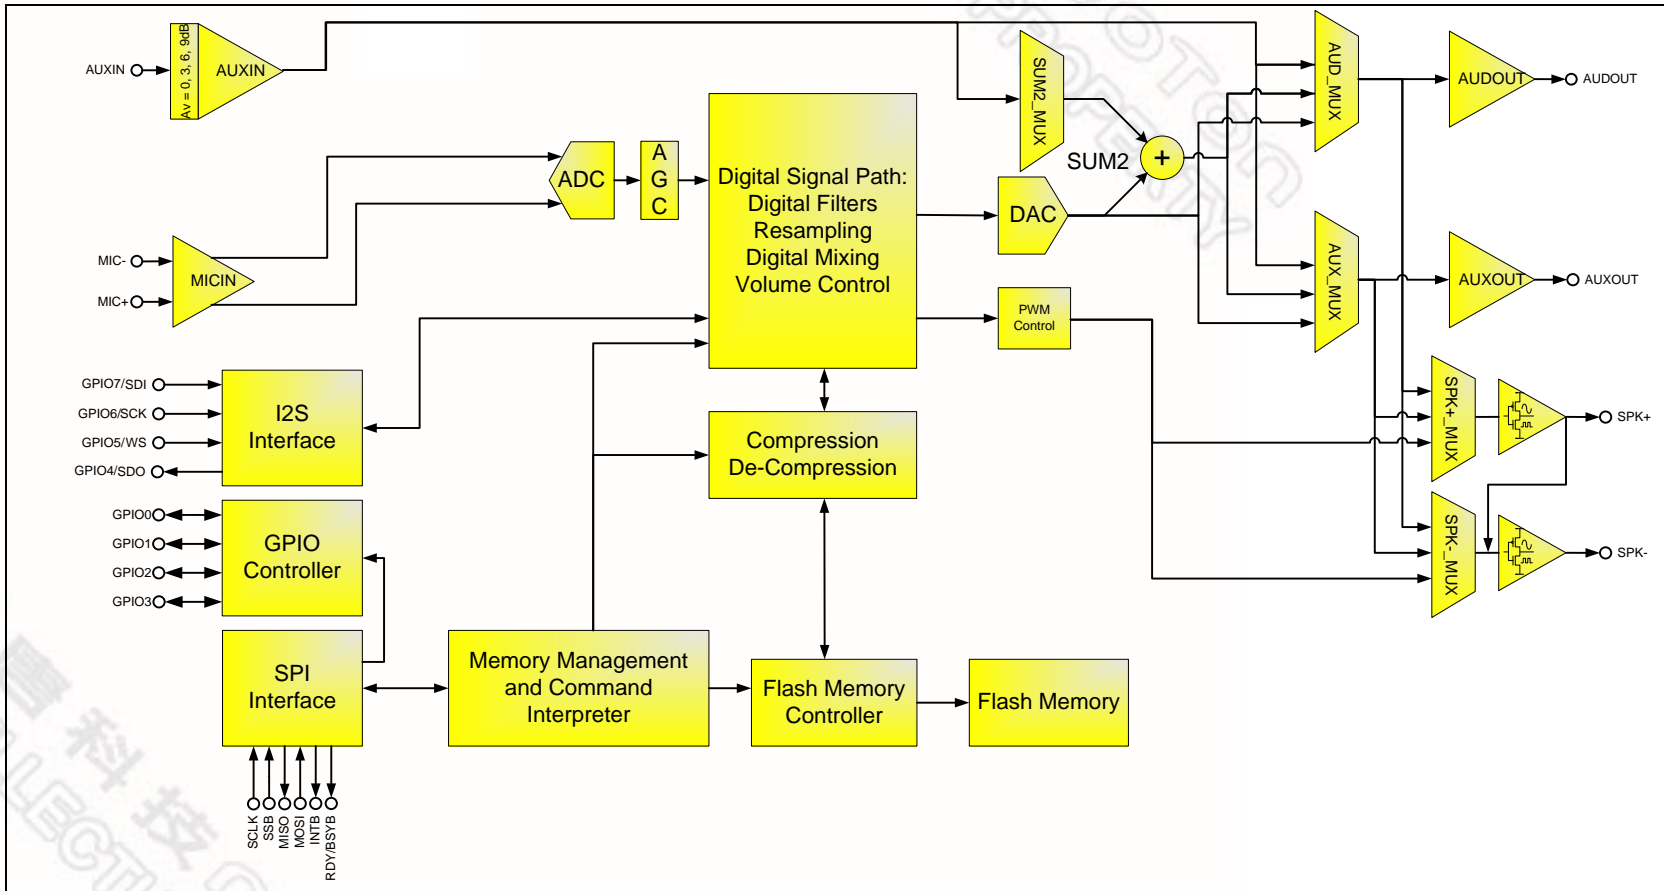 AUXIN
Av = 0, 3, 6, 9dB
AUXIN
MIC-
MIC+
MICIN
ADC
A
G
C
Digital Signal Path:
Digital Filters
Resampling
Digital Mixing
Volume Control
SUM2_MUX
SUM2
+
DAC
PWM
Control
AUD_MUX
AUDOUT
AUDOUT
AUX_MUX
AUXOUT
AUXOUT
SPK+_MUX
SPK+
SPK-_MUX
SPK-
GPIO7/SDI
GPIO6/SCK
GPIO5/WS
GPIO4/SDO
I2S
Interface
Compression
De-Compression
GPIO0
GPIO1
GPIO2
GPIO3
GPIO
Controller
SPI
Interface
Memory Management
and Command
Interpreter
Flash Memory
Controller
Flash Memory
SCLK
SSB
MISO
MOSI
INTB
RDY/BSYB
PROPERTY
科技